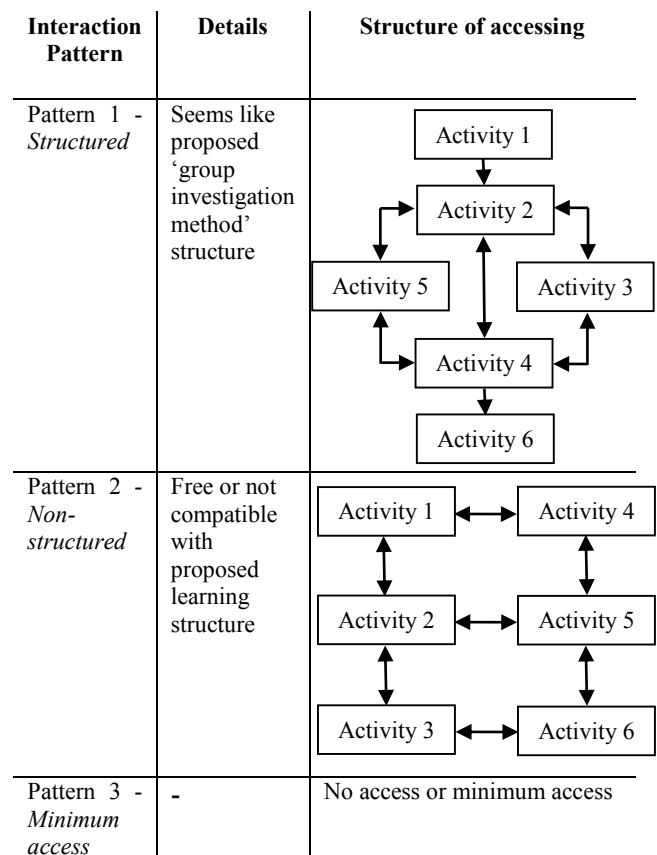 Interaction Pattern
Details
Structure of accessing
Pattern 1 -
Structured
Seems like
proposed
‘group
investigation
method’
structure
Activity 1
Activity 2
Activity 5
Activity 3
Activity 4
Activity 6
Pattern 2 -
Non-
structured
Free or not
compatible
with
proposed
learning
structure
Activity 1
Activity 4
Activity 2
Activity 5
Activity 3
Activity 6
Pattern 3 -
Minimum
access
-
No access or minimum access